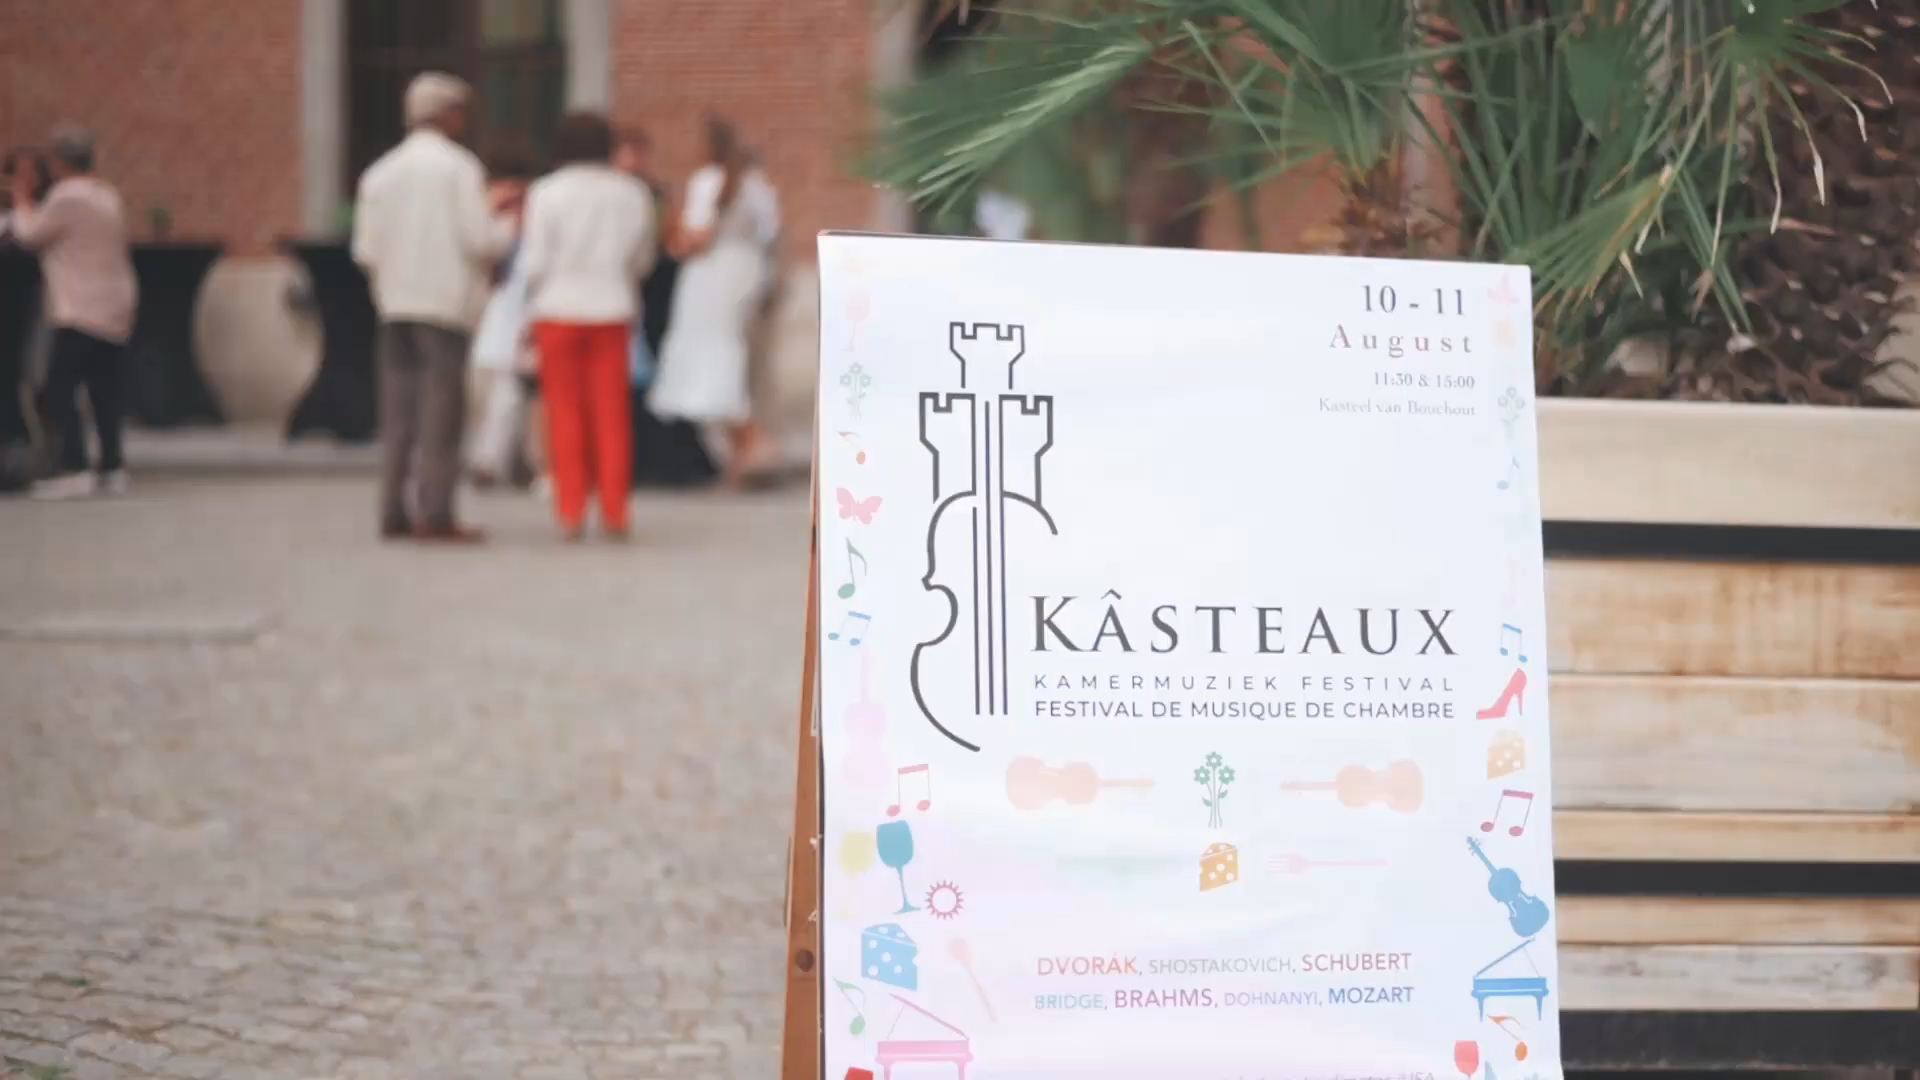 10 - 11
August
11:30 & 15:00
Kasteel van Bouchout
KÂSTEAUX
KAMERMUZIEK FESTIVAL
FESTIVAL DE MUSIQUE DE CHAMBRE
DVORÁK, SHOSTAKOVICH, SCHUBERT
BRIDGE, BRAHMS, DOHNANYI, MOZART